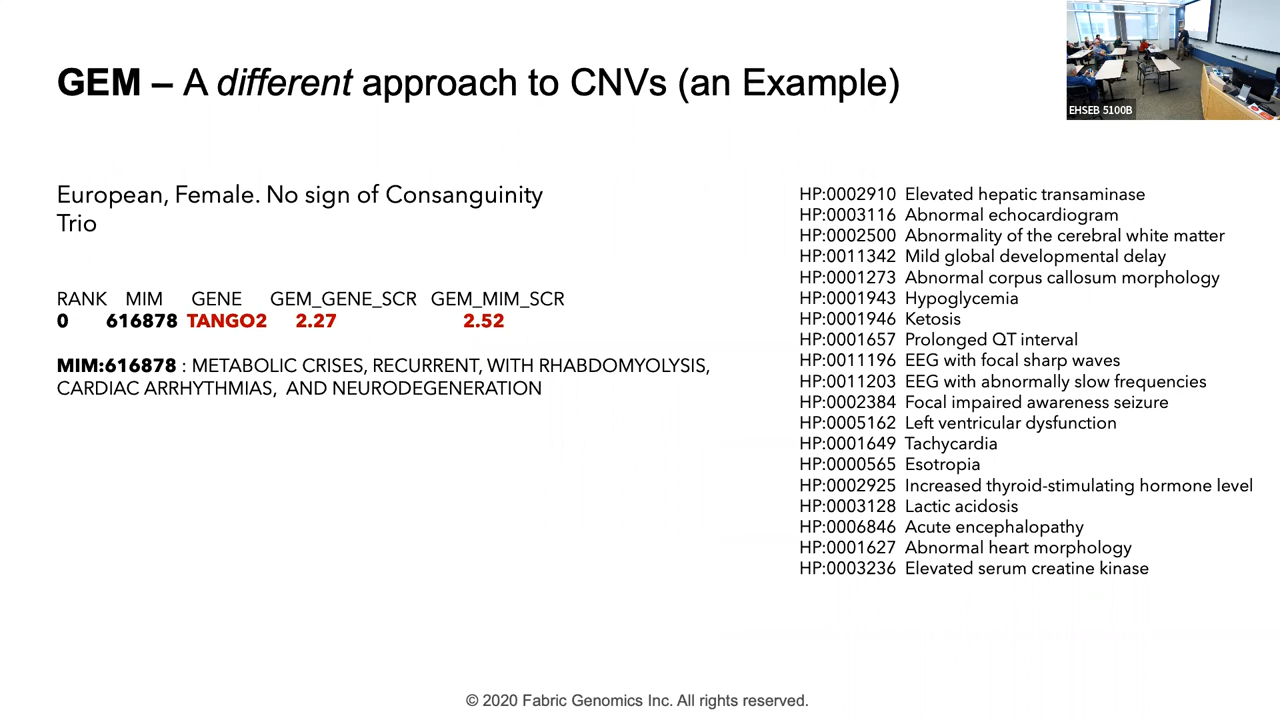 GEM – A different approach to CNVs (an Example)
EHSEB 5100B
European, Female. No sign of Consanguinity
Trio
RANK MIM GENE GEM_GENE_SCR GEM_MIM_SCR
0 616878 TANGO2 2.27 2.52
MIM:616878 : METABOLIC CRISES, RECURRENT, WITH RHABDOMYOLYSIS,
CARDIAC ARRHYTHMIAS, AND NEURODEGENERATION
HP:0002910 Elevated hepatic transaminase
HP:0003116 Abnormal echocardiogram
HP:0002500 Abnormality of the cerebral white matter
HP:0011342 Mild global developmental delay
HP:0001273 Abnormal corpus callosum morphology
HP:0001943 Hypoglycemia
HP:0001946 Ketosis
HP:0001657 Prolonged QT interval
HP:0011196 EEG with focal sharp waves
HP:0011203 EEG with abnormally slow frequencies
HP:0002384 Focal impaired awareness seizure
HP:0005162 Left ventricular dysfunction
HP:0001649 Tachycardia
HP:0000565 Esotropia
HP:0002925 Increased thyroid-stimulating hormone level
HP:0003128 Lactic acidosis
HP:0006846 Acute encephalopathy
HP:0001627 Abnormal heart morphology
HP:0003236 Elevated serum creatine kinase
© 2020 Fabric Genomics Inc. All rights reserved.